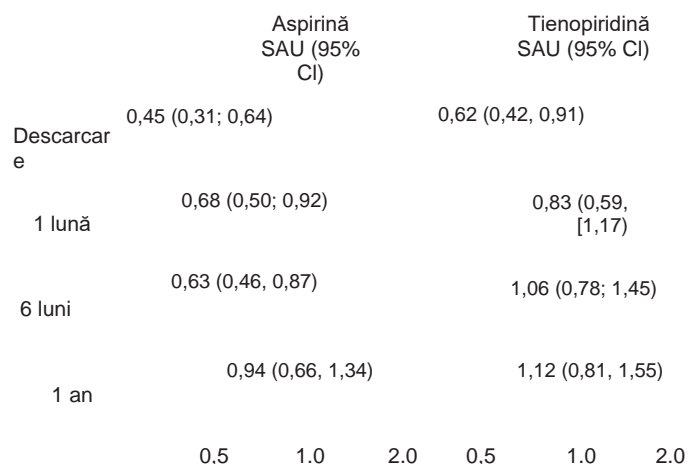 Aspirină
SAU (95%
Cl)
Tienopiridină
SAU (95% Cl)
0,45 (0,31; 0,64)
0,62 (0,42, 0,91)
Descarcar
e
0,68 (0,50; 0,92)
0,83 (0,59,
[1,17)
1 lună
0,63 (0,46, 0,87)
1,06 (0,78; 1,45)
6 luni
0,94 (0,66, 1,34)
1,12 (0,81, 1,55)
1 an
0,5 1.0 2.0 0,5 1.0 2.0